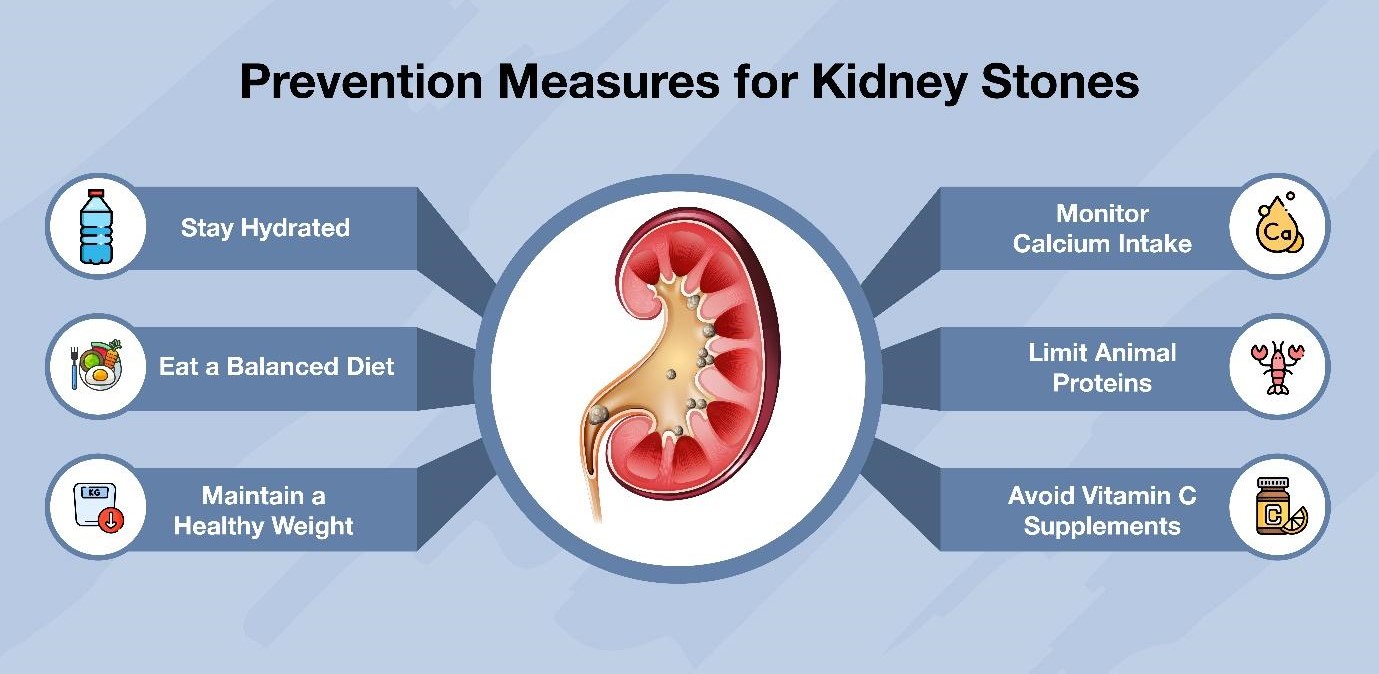 Prevention Measures for Kidney Stones
Stay Hydrated
Eat a Balanced Diet
KG
Maintain a
Healthy Weight
Monitor
Calcium Intake
Ca
Limit Animal
Proteins
Avoid Vitamin C
Supplements
C